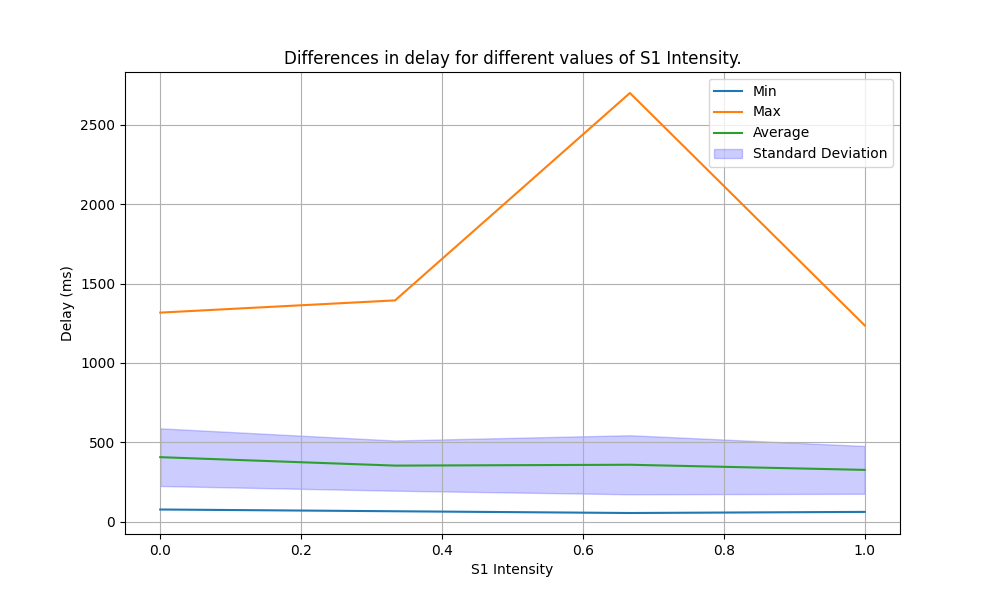 Differences in delay for different values of S1 Intensity.
Min
Max
Average
Standard Deviation
Delay (ms)
2500
2000
1500
1000
500
0
0.0 0.2 0.4 0.6 0.8 1.0
S1 Intensity